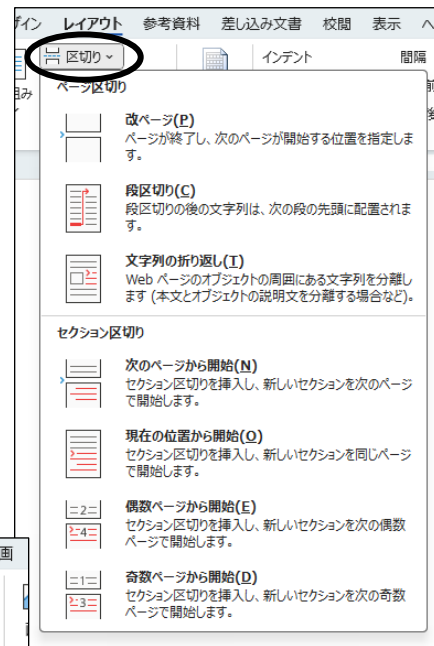 ザイン レイアウト 参考資料 差し込み文書 校閲 表示 ヘ
区切り インデント 間隔
組み
ページ区切り
改ページ(P)
ページが終了し、次のページが開始する位置を指定しま
す。
段区切り(C)
段区切りの後の文字列は、次の段の先頭に配置されま
す。
文字列の折り返し(T)
Web ページのオブジェクトの周囲にある文字列を分離し
ます (本文とオブジェクトの説明文を分離する場合など)。
セクション区切り
次のページから開始(N)
セクション区切りを挿入し、新しいセクションを次のページ
で開始します。
現在の位置から開始(O)
セクション区切りを挿入し、新しいセクションを同じページ
で開始します。
=2=
4=
偶数ページから開始(E)
セクション区切りを挿入し、新しいセクションを次の偶数
ページで開始します。
=1=
3=
奇数ページから開始(D)
セクション区切りを挿入し、新しいセクションを次の奇数
ページで開始します。
画